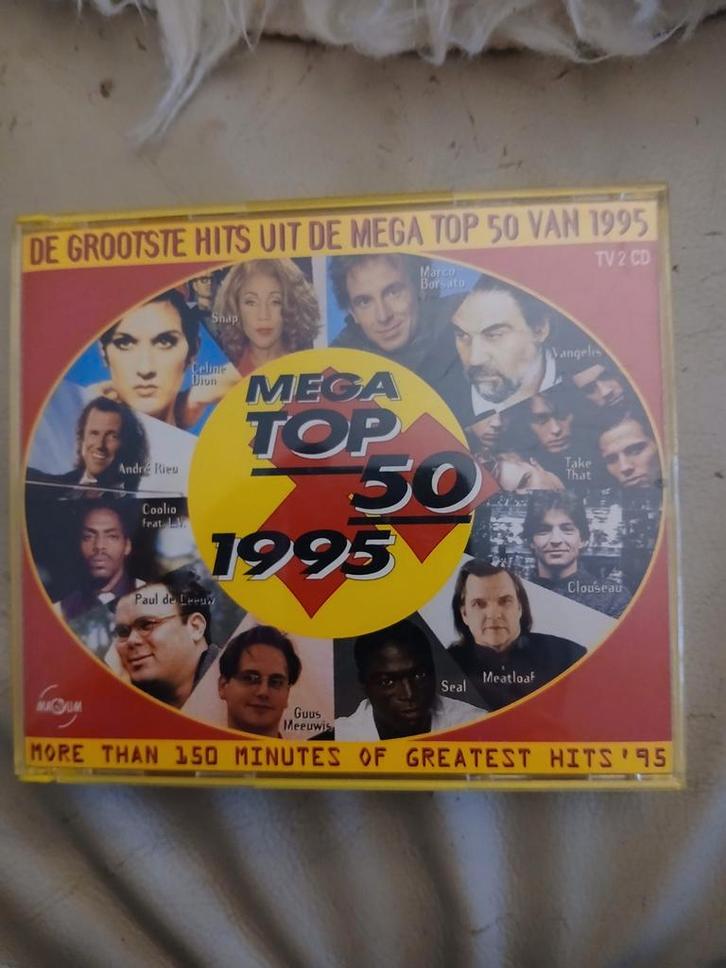 DE GROOTSTE HITS UIT DE MEGA TOP 50 VAN 1995
TV 2 CD
Marco
Borsato
Snap
Vangelis
Celine
Dion
MEGA
TOP
50
1995
André Rieu
Take
That
Coolio
feat. L.V.
Clouseau
Paul de Leeuw
Meatloaf
Seal
Guus
Meeuwis
MAGNUM
MORE THAN 150 MINUTES OF GREATEST HITS '95